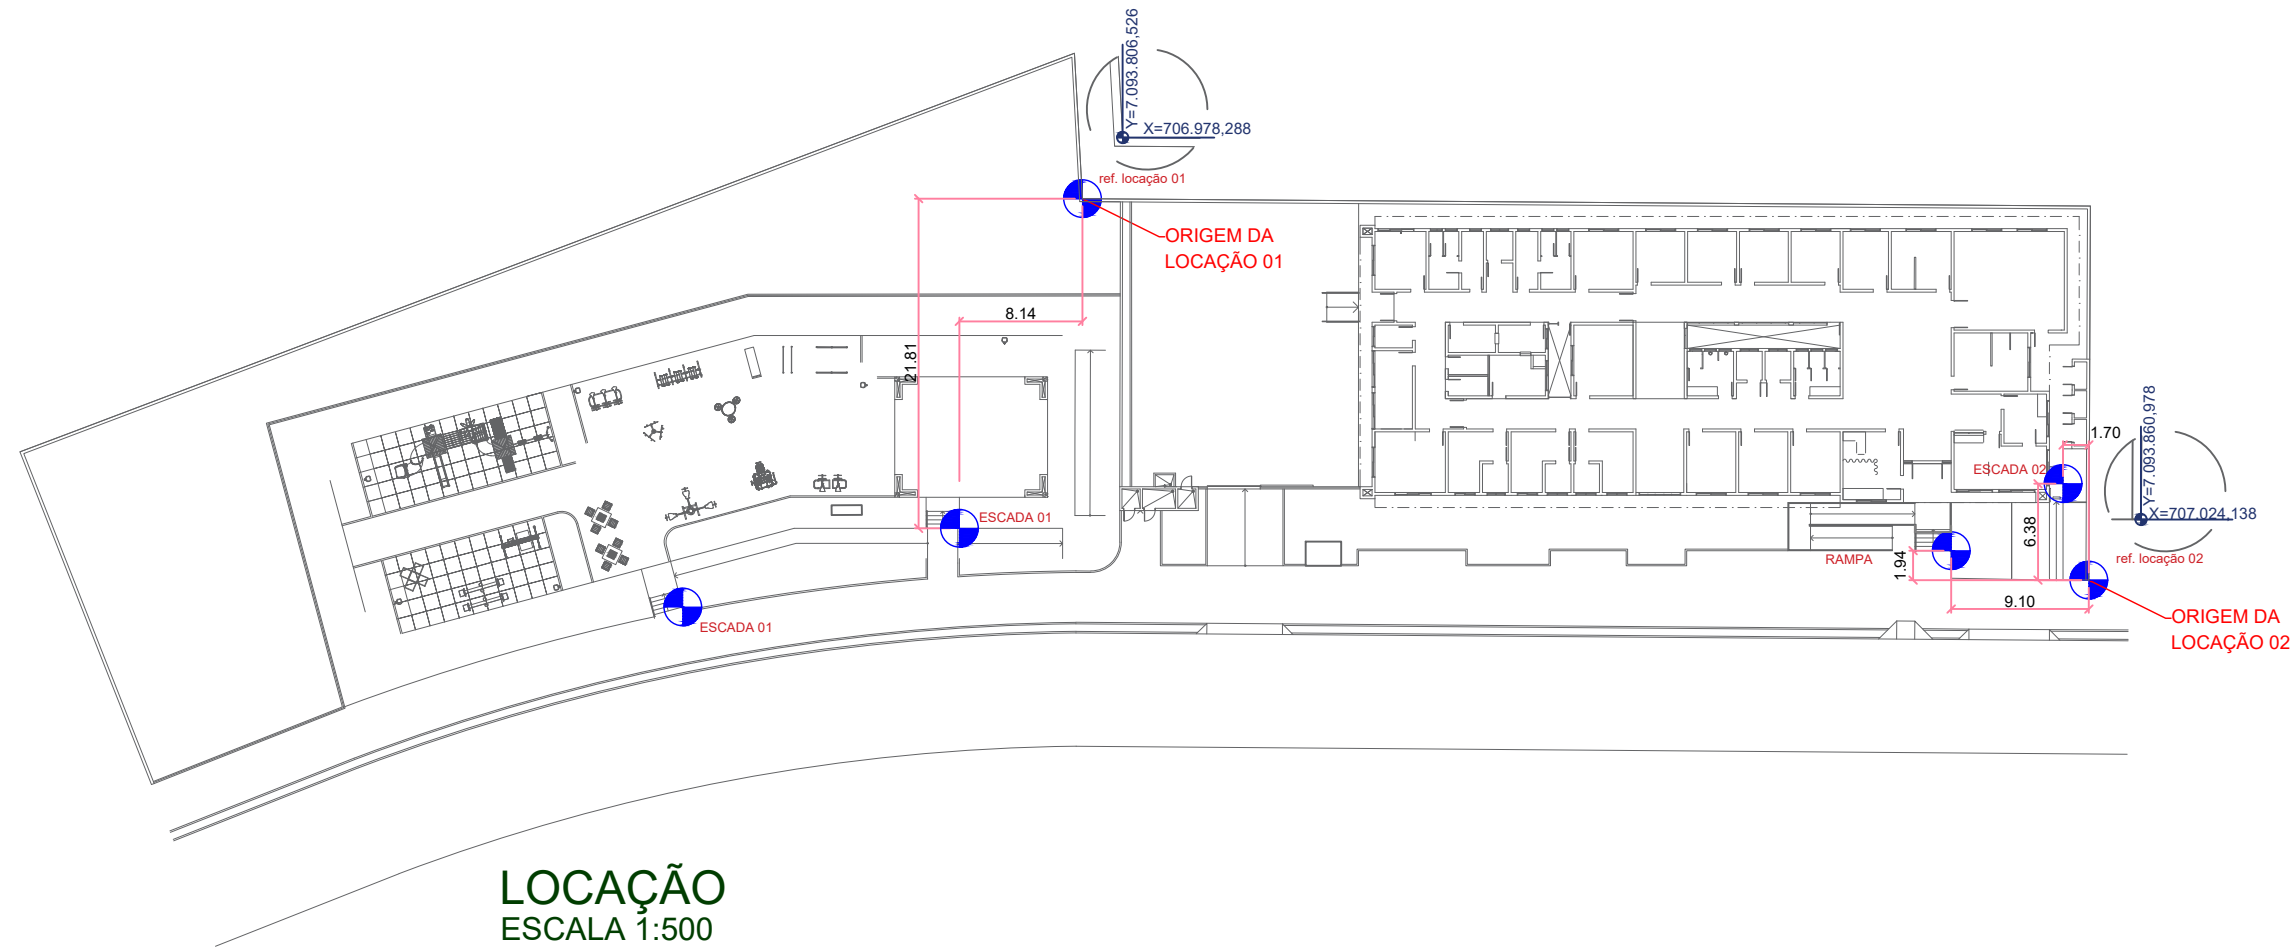 Y=7.093.806,526
X=706.978,288
ref. locação 01
ORIGEM DA
LOCAÇÃO 01
8.14
21.81
ESCADA 01
ESCADA 01
1.70
ESCADA 02
Y=7.093.860,978
X=707.024,138
ref. locação 02
6.38
RAMPA
1.94
9.10
ORIGEM DA
LOCAÇÃO 02
LOCAÇÃO
ESCALA 1:500